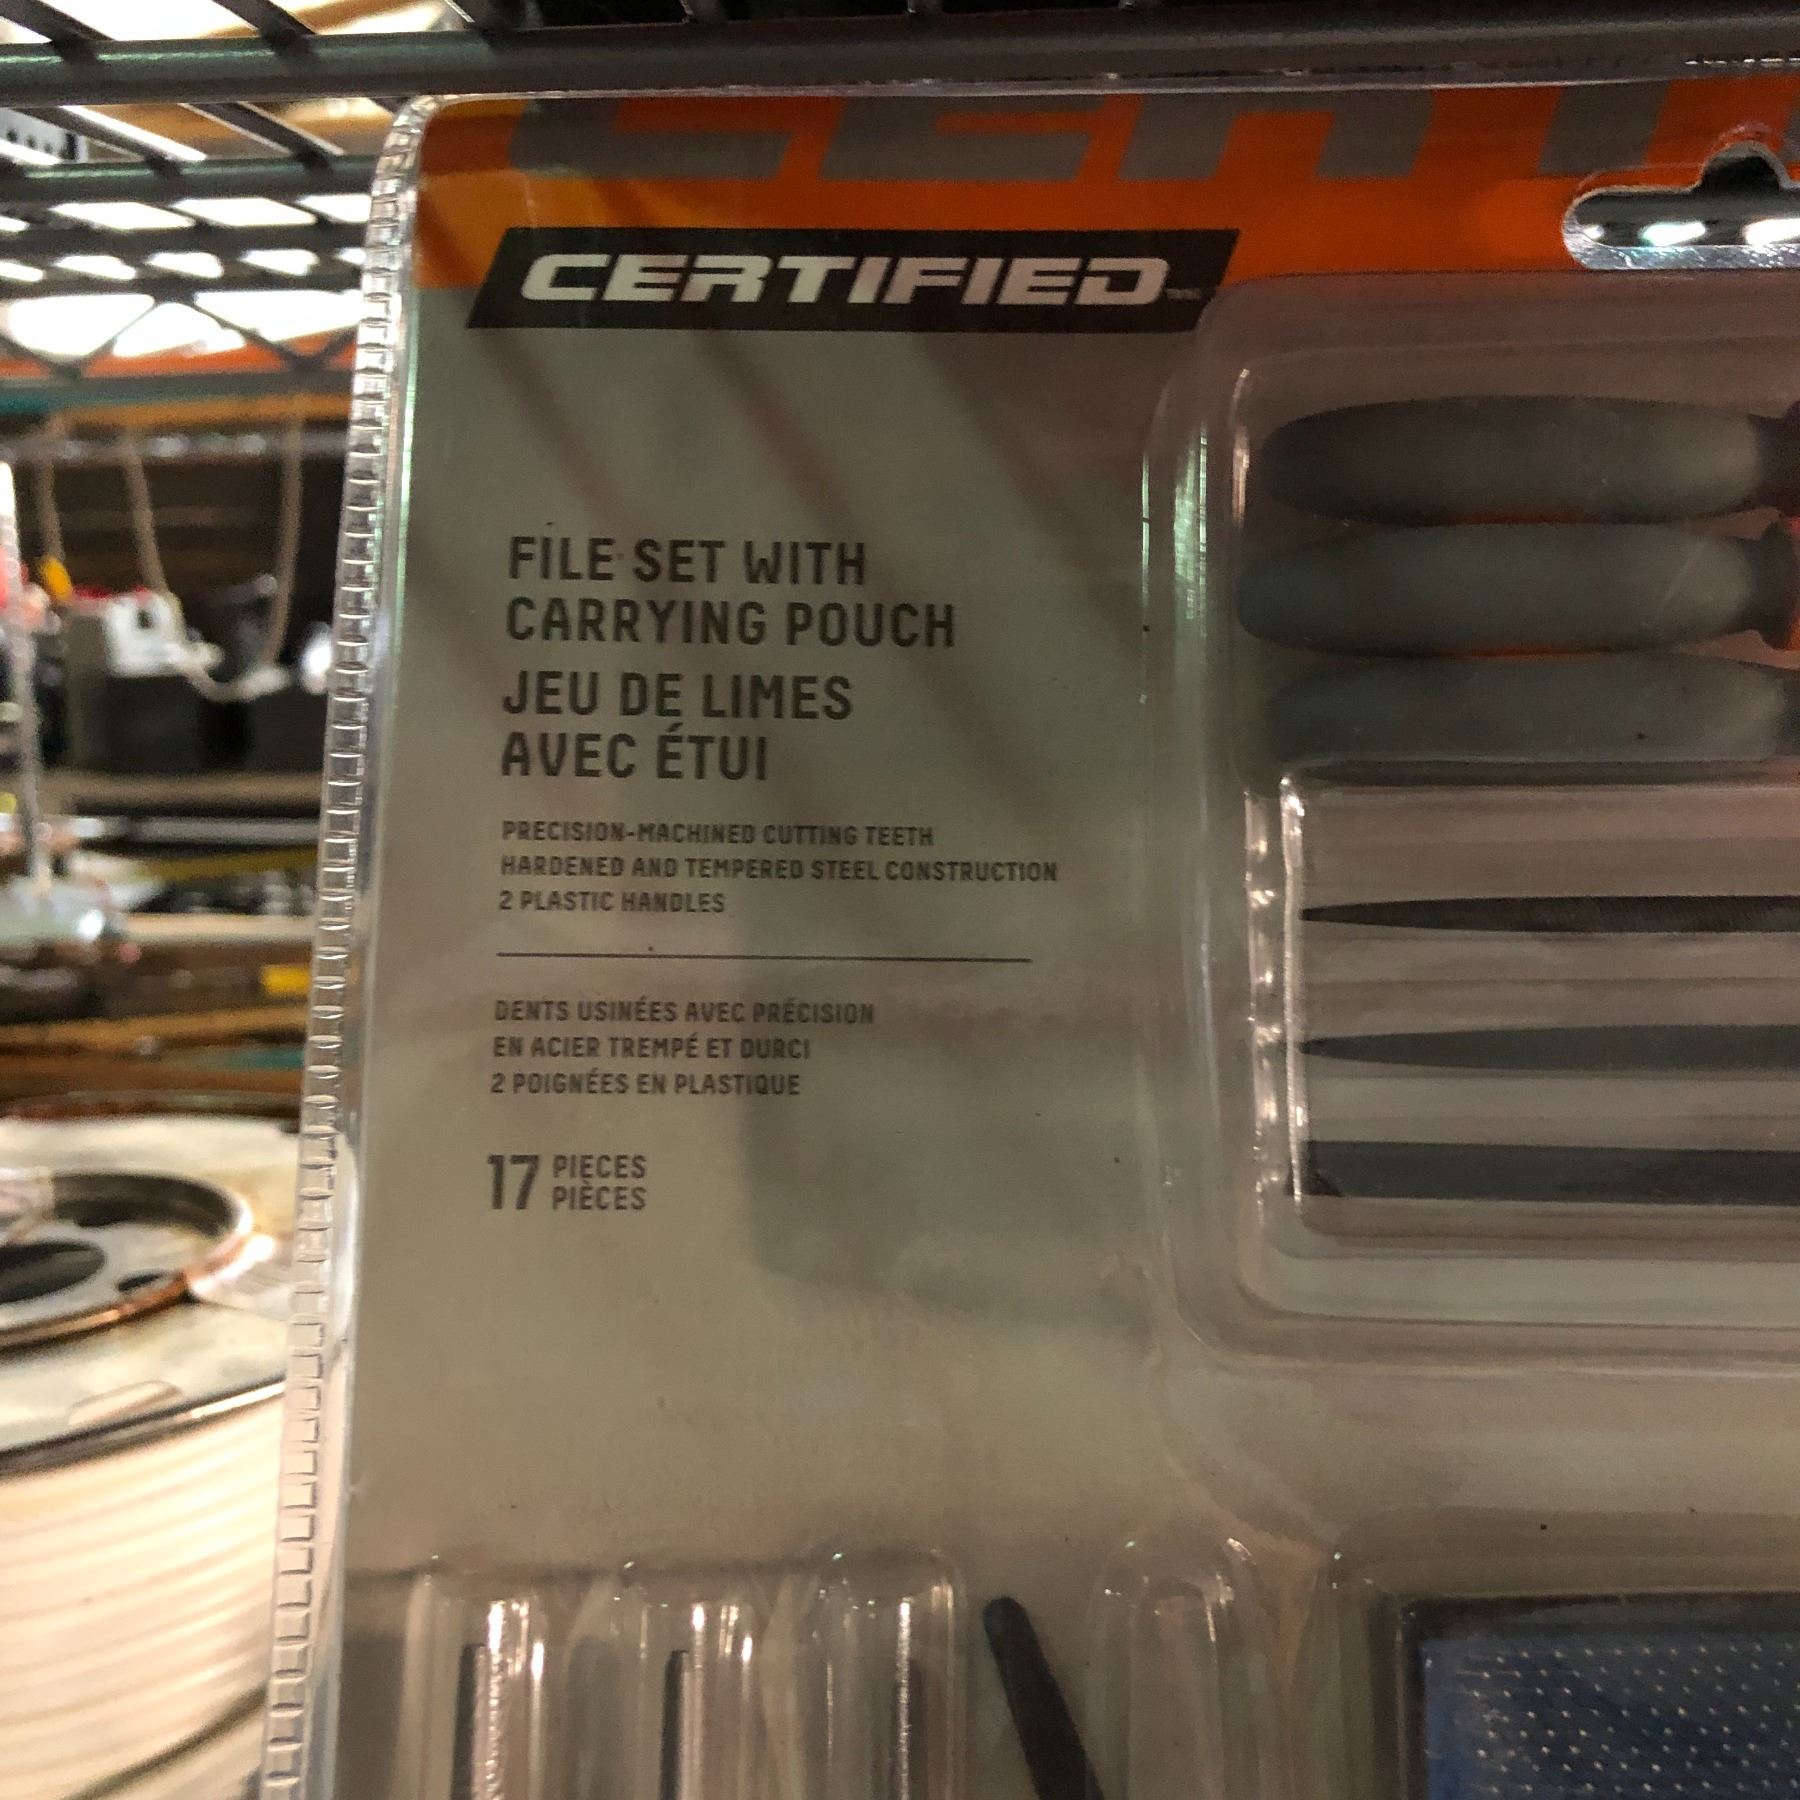 CERTIFIED
FILE SET WITH
CARRYING POUCH
JEU DE LIMES
AVEC ÉTUI
PRECISION-MACHINED CUTTING TEETH
HARDENED AND TEMPERED STEEL CONSTRUCTION
2 PLASTIC HANDLES
DENTS USINÉES AVEC PRÉCISION
EN ACIER TREMPÉ ET DURCI
2 POIGNÉES EN PLASTIQUE
17 PIECES
PIÈCES